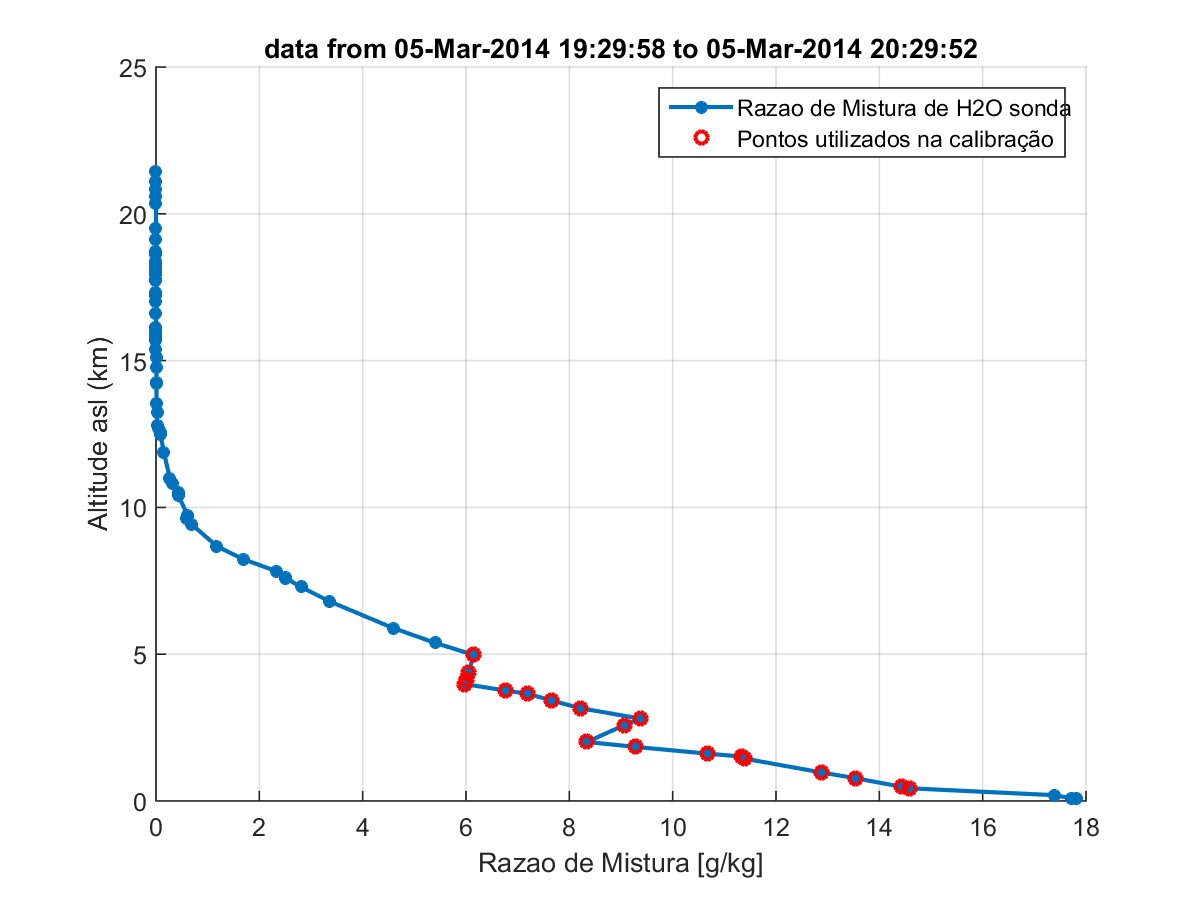 data from 05-Mar-2014 19:29:58 to 05-Mar-2014 20:29:52
Razao de Mistura de H2O sonda
Pontos utilizados na calibração
25
20
15
10
5
0
Altitude asl (km)
0 2 4 6 8 10 12 14 16 18
Razao de Mistura [g/kg]